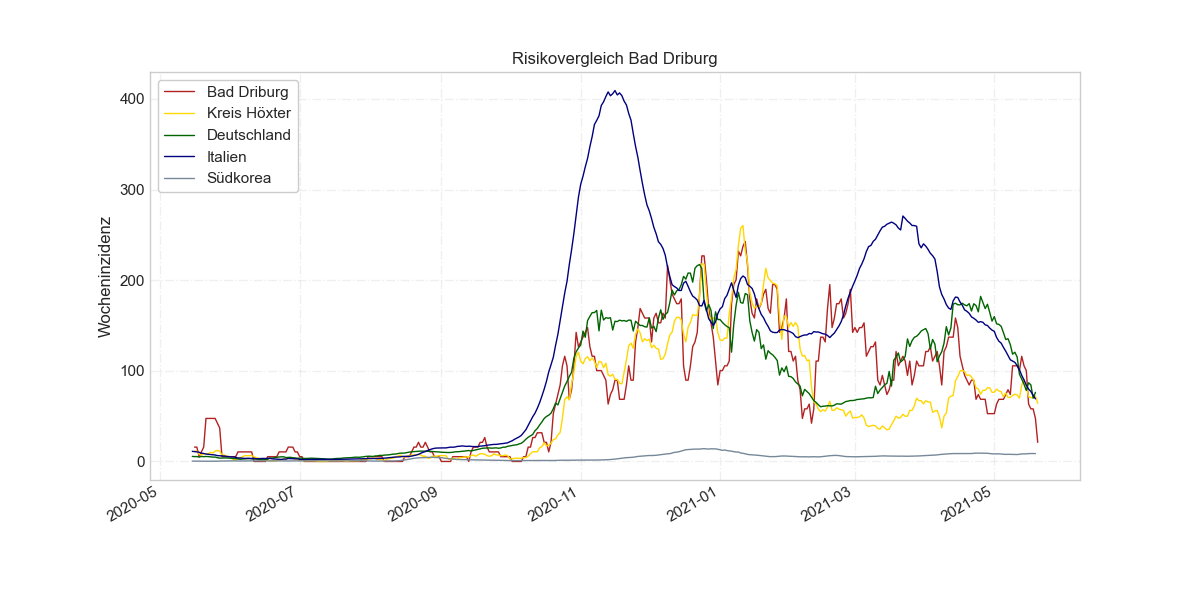 Risikovergleich Bad Driburg
Bad Driburg
Kreis Höxter
Deutschland
Italien
Südkorea
Wocheninzidenz
400
300
200
100
0
2020-05
2020-07
2020-09
2020-11
2021-01
2021-03
2021-05